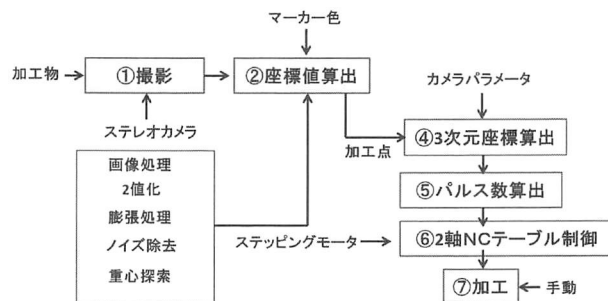 マーカー色
加工物
①撮影
②座標値算出
カメラパラメータ
ステレオカメラ
加工点
④3次元座標算出
画像処理
2値化
膨張処理
ノイズ除去
重心探索
⑤パルス数算出
ステッピングモータ
⑥2軸NCテーブル制御
⑦加工
手動